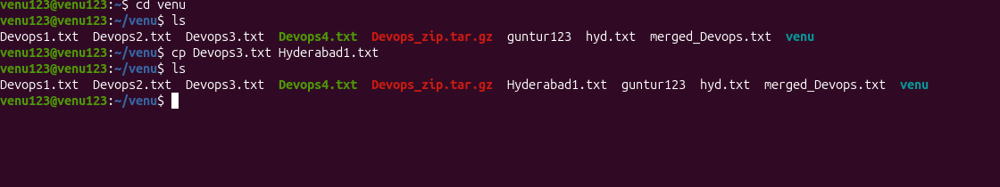 venu123@venu123:~$ cd venu
venu123@venu123:~/venu$ ls
Devops1.txt  Devops2.txt  Devops3.txt  Devops4.txt  Devops_zip.tar.gz  guntur123  hyd.txt  merged_Devops.txt  venu
venu123@venu123:~/venu$ cp Devops3.txt Hyderabad1.txt
venu123@venu123:~/venu$ ls
Devops1.txt  Devops2.txt  Devops3.txt  Devops4.txt  Devops_zip.tar.gz  Hyderabad1.txt  guntur123  hyd.txt  merged_Devops.txt  venu
venu123@venu123:~/venu$